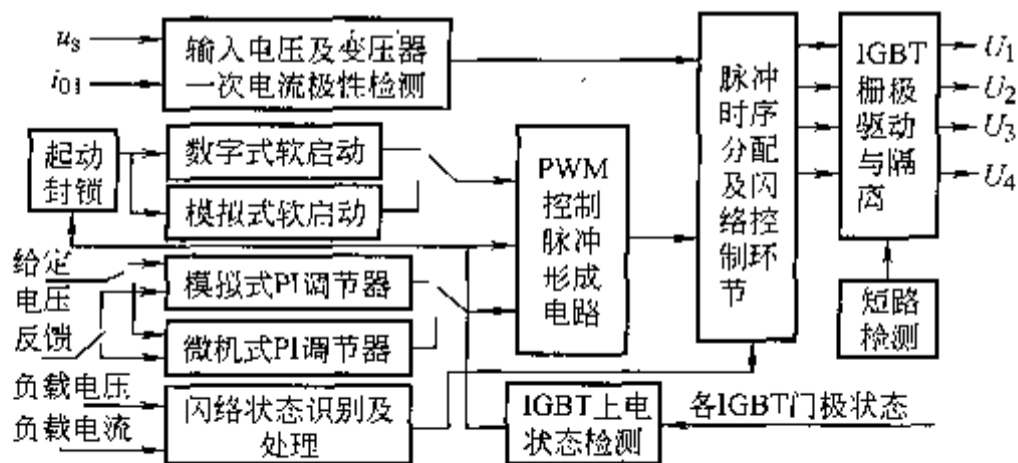 u_s
i_01
输入电压及变压器
一次电流极性检测
起动
封锁
数字式软启动
模拟式软启动
给定
电压
反馈
模拟式PI调节器
微机式PI调节器
负载电压
负载电流
闪络状态识别及
处理
PWM
控制
脉冲
形成
电路
IGBT上电
状态检测
各IGBT门极状态
脉冲
时序
分配
及闪
络控
制环
节
IGBT
栅极
驱动
与隔
离
短路
检测
U_1
U_2
U_3
U_4